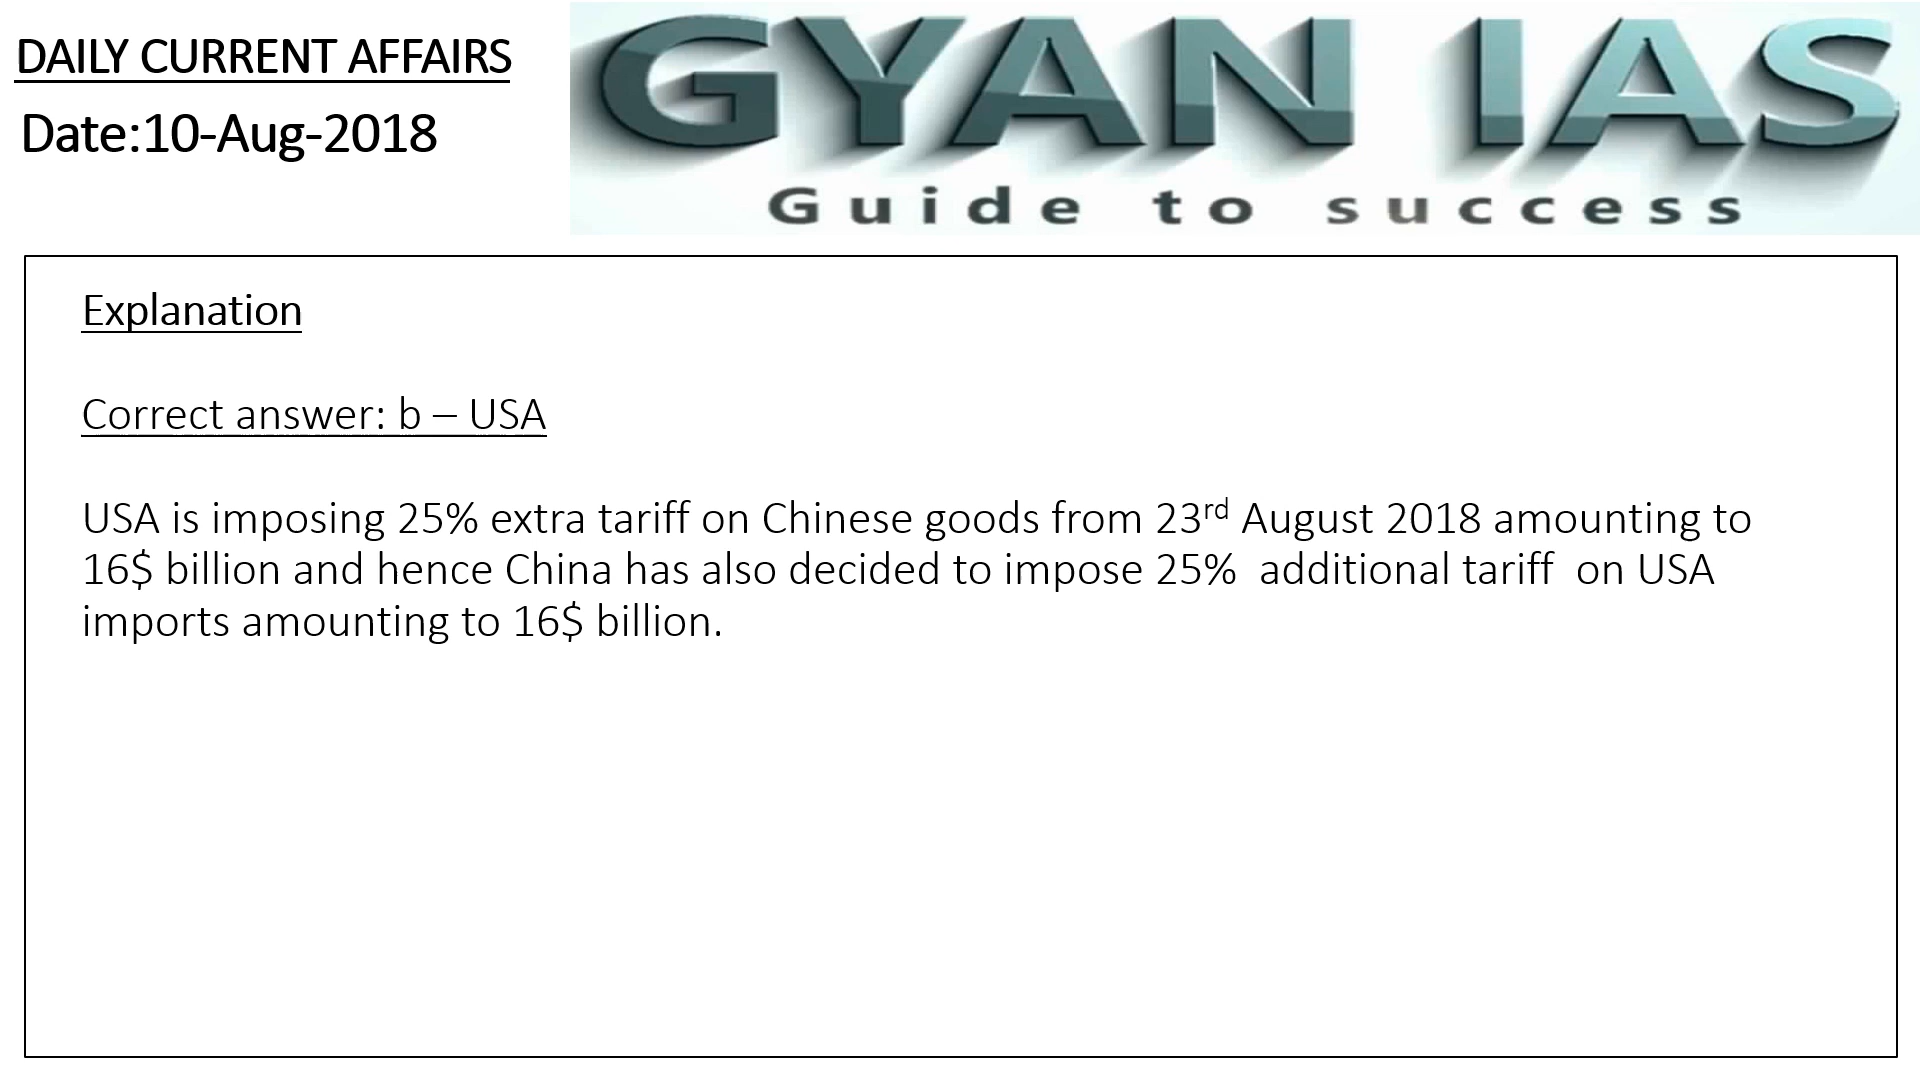 DAILY CURRENT AFFAIRS
Date:10-Aug-2018
GYAN IAS
Guide to success
Explanation
Correct answer: b – USA
USA is imposing 25% extra tariff on Chinese goods from 23rd August 2018 amounting to
16$ billion and hence China has also decided to impose 25%  additional tariff  on USA
imports amounting to 16$ billion.